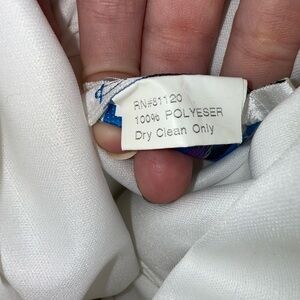 RN#81120
100% POLYESER
Dry Clean Only